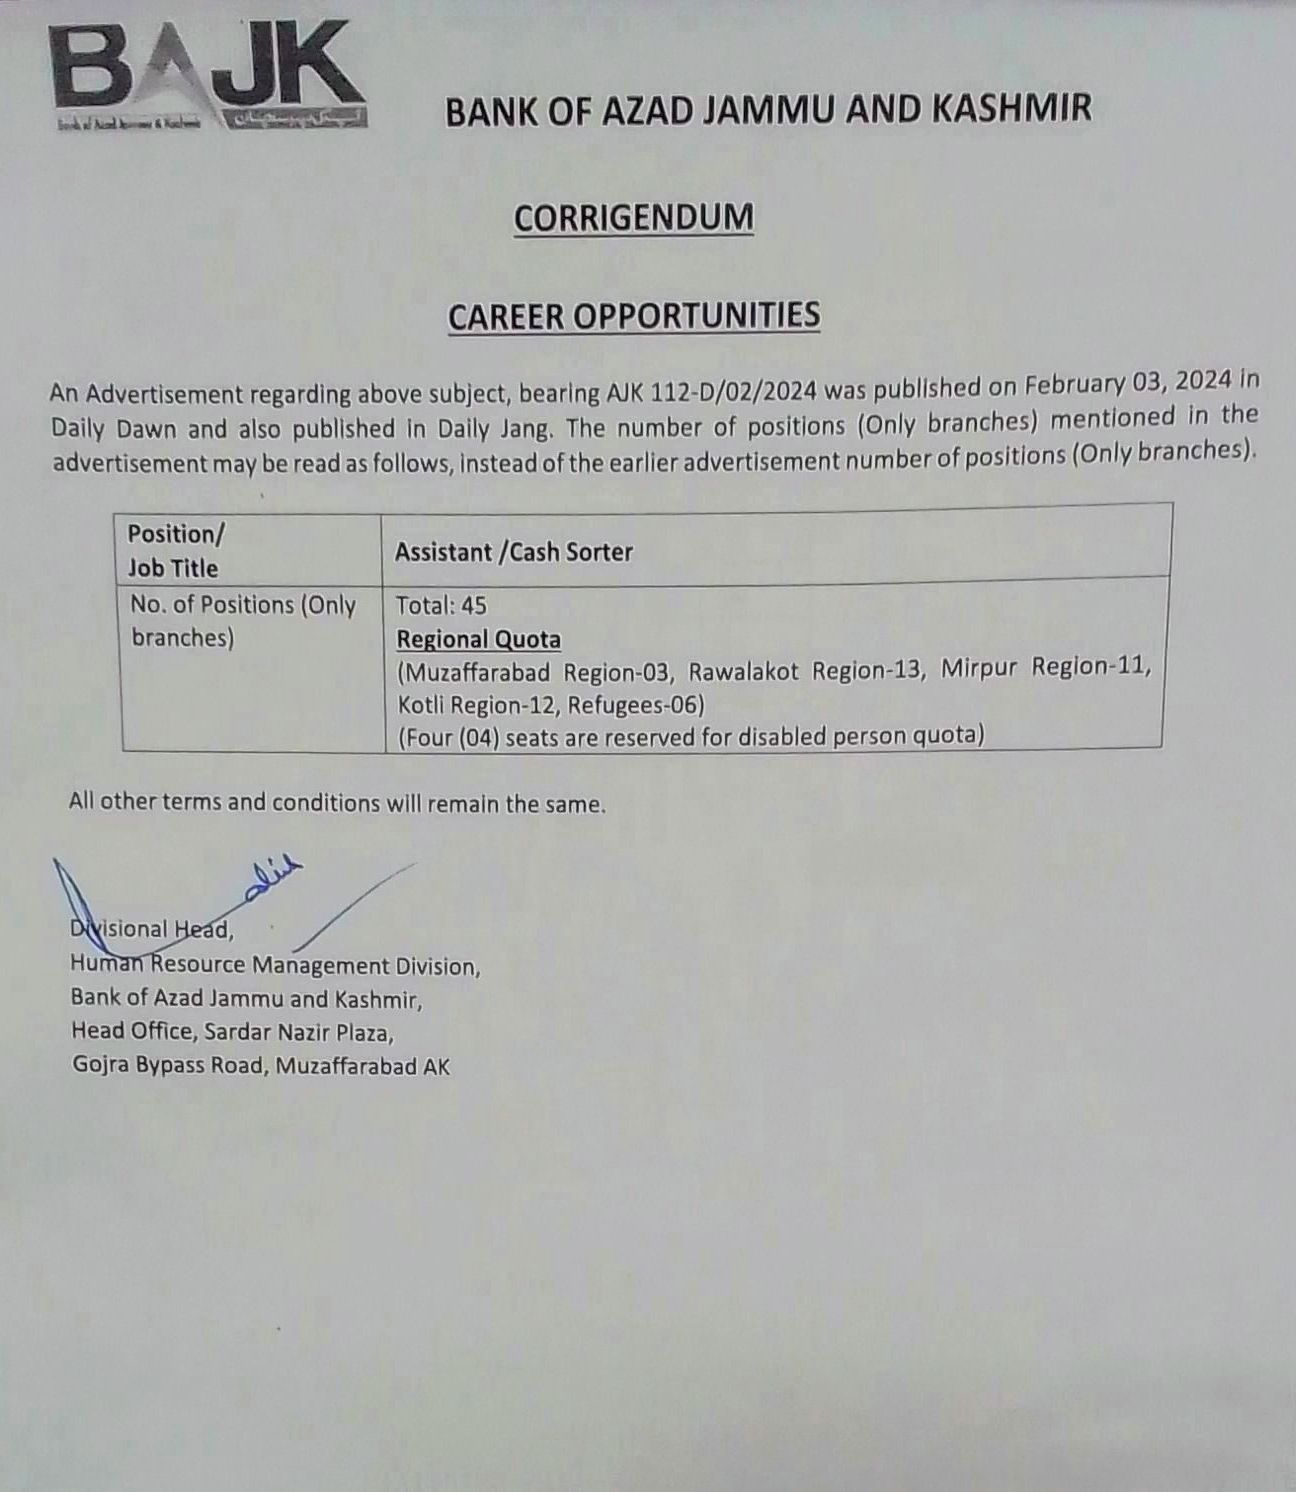 BAJK
Bank of Azad Jammu & Kashmir
BANK OF AZAD JAMMU AND KASHMIR
CORRIGENDUM
CAREER OPPORTUNITIES
An Advertisement regarding above subject, bearing AJK 112-D/02/2024 was published on February 03, 2024 in
Daily Dawn and also published in Daily Jang. The number of positions (Only branches) mentioned in the
advertisement may be read as follows, instead of the earlier advertisement number of positions (Only branches).
Position/
Job Title
Assistant /Cash Sorter
No. of Positions (Only
branches)
Total: 45
Regional Quota
(Muzaffarabad Region-03, Rawalakot Region-13, Mirpur Region-11,
Kotli Region-12, Refugees-06)
(Four (04) seats are reserved for disabled person quota)
All other terms and conditions will remain the same.
Divisional Head,
Human Resource Management Division,
Bank of Azad Jammu and Kashmir,
Head Office, Sardar Nazir Plaza,
Gojra Bypass Road, Muzaffarabad AK